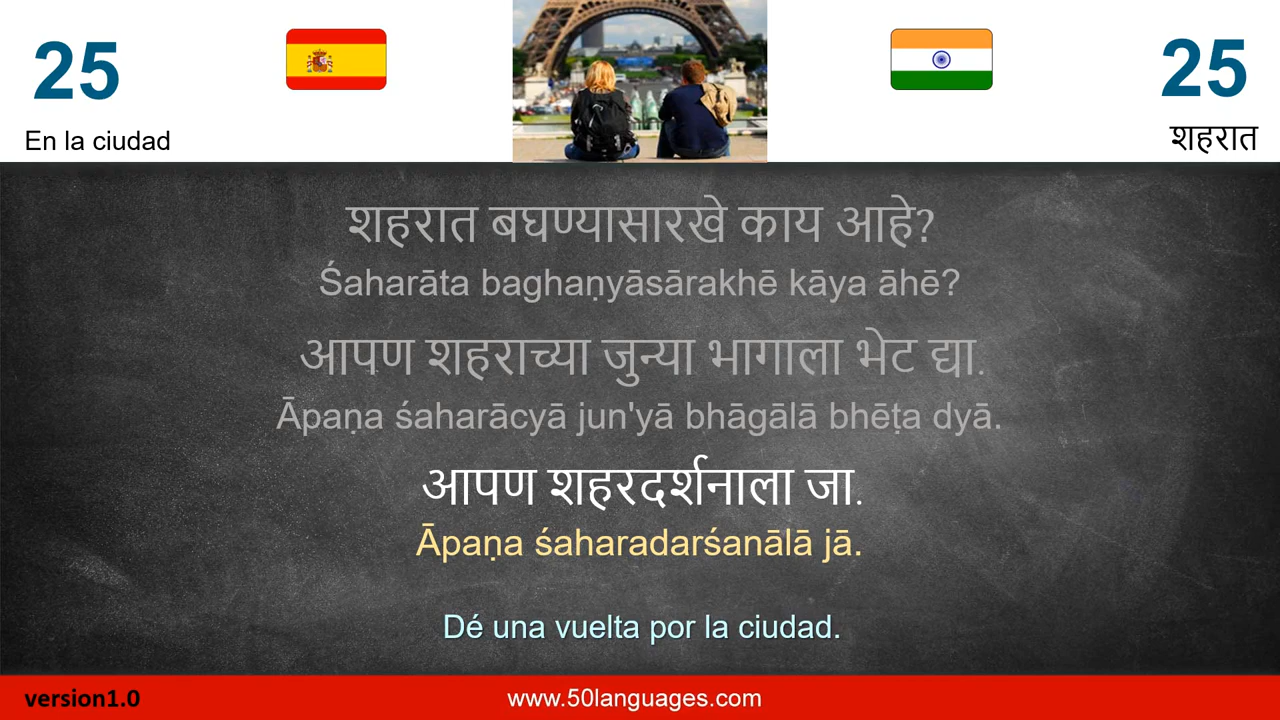 25
25
En la ciudad
शहरात
शहरात बघण्यासारखे काय आहे?
Śaharāta baghaṇyāsārakhē kāya āhē?
आपण शहराच्या जुन्या भागाला भेट द्या.
Āpaṇa śaharācyā jun'yā bhāgālā bhēṭa dyā.
आपण शहरदर्शनाला जा.
Āpaṇa śaharadarśanālā jā.
Dé una vuelta por la ciudad.
version1.0
www.50languages.com